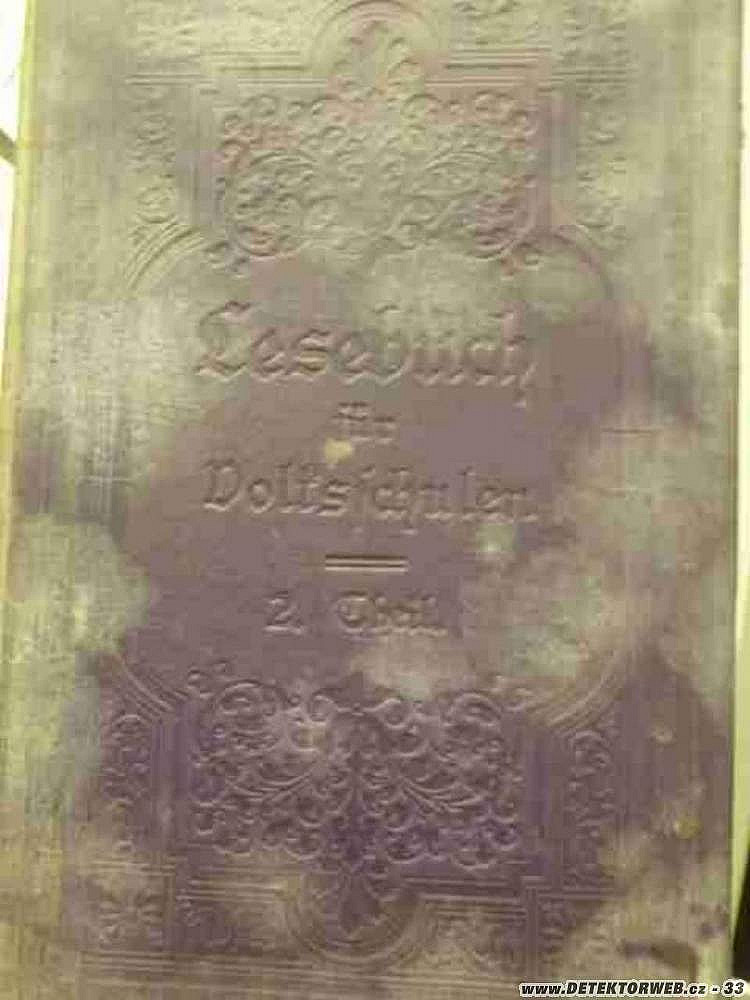 Lesebuch
für
Volksschulen.
2. Theil.
www.DETEKTORWEB.cz - 33